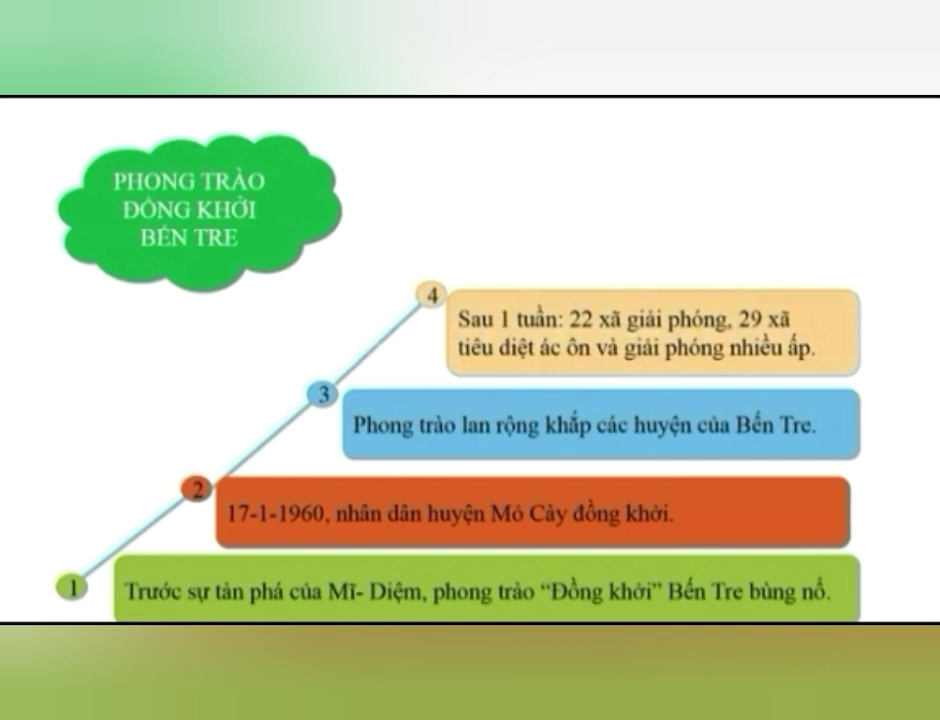 PHONG TRÀO
ĐỒNG KHỞI
BẾN TRE
4
Sau 1 tuần: 22 xã giải phóng, 29 xã
tiêu diệt ác ôn và giải phóng nhiều ấp.
3
Phong trào lan rộng khắp các huyện của Bến Tre.
2
17-1-1960, nhân dân huyện Mỏ Cày đồng khởi.
1
Trước sự tàn phá của Mĩ- Diệm, phong trào “Đồng khởi” Bến Tre bùng nổ.